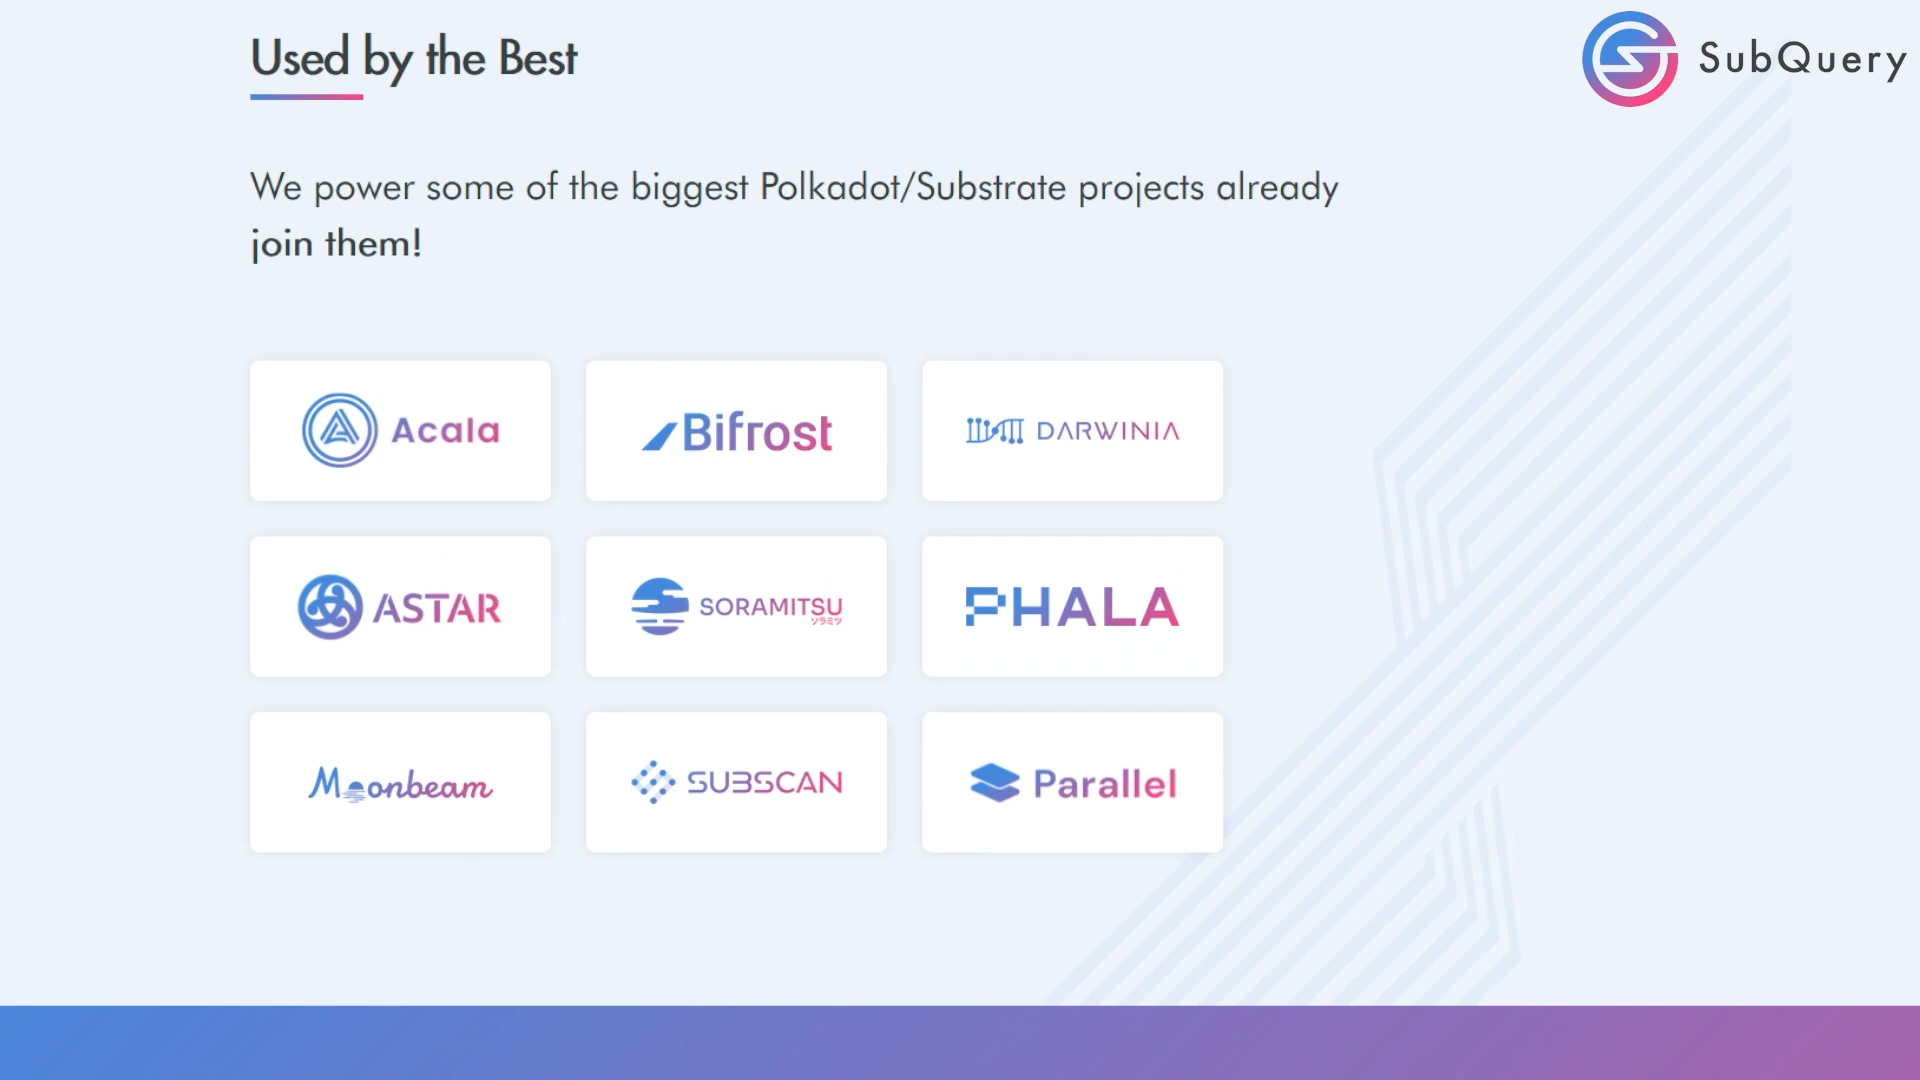 Used by the Best
SubQuery
We power some of the biggest Polkadot/Substrate projects already
join them!
Acala
Bifrost
DARWINIA
ASTAR
SORAMITSU
ソラミツ
PHALA
Moonbeam
SUBSCAN
Parallel